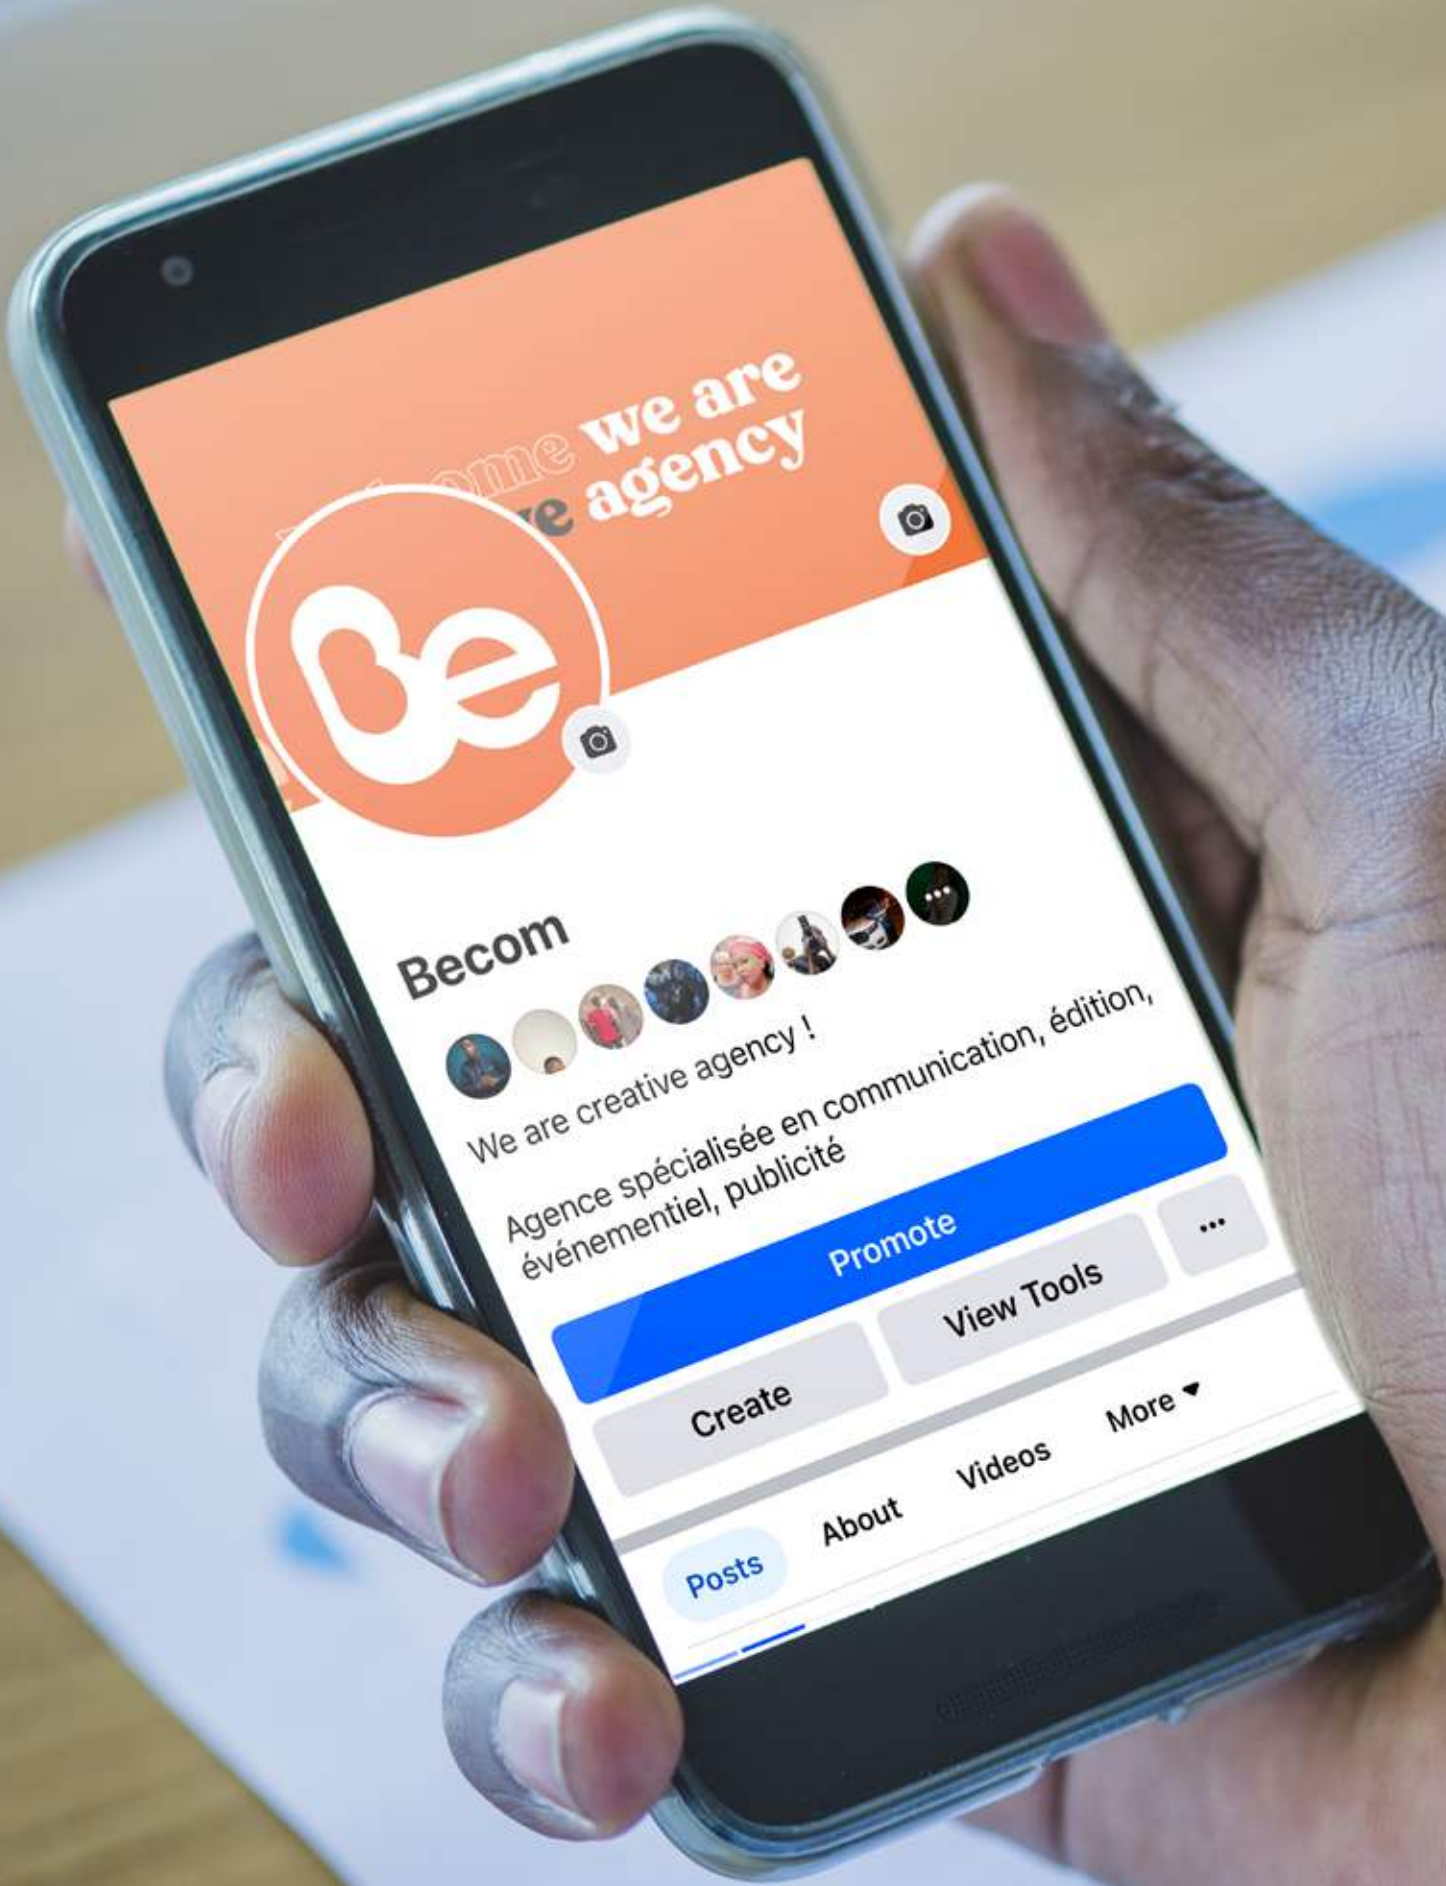 we are
agency
Be
Becom
We are creative agency !
Agence spécialisée en communication, édition,
événementiel, publicité
Promote
Create
View Tools
...
Posts
About
Videos
More